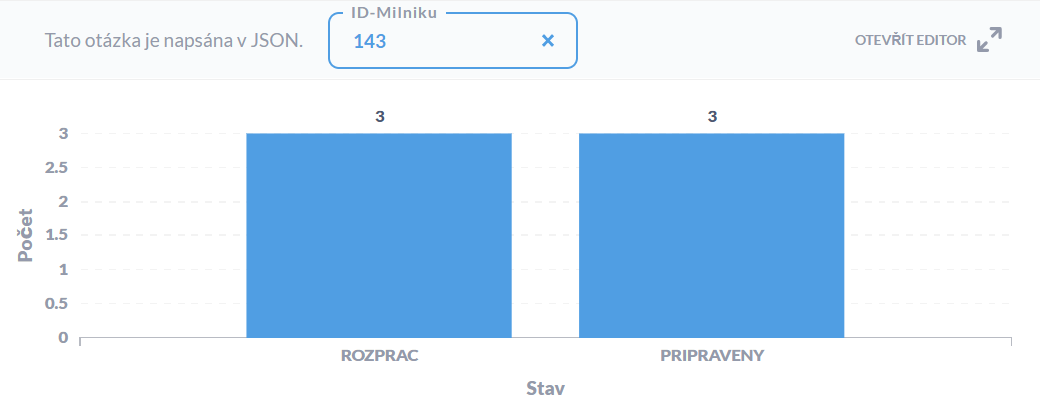 ID-Milniku
Tato otázka je napsána v JSON.
143
OTEVŘÍT EDITOR
3
3
3
2.5
2
1.5
1
0.5
0
Počet
ROZPRAC
PRIPRAVENY
Stav